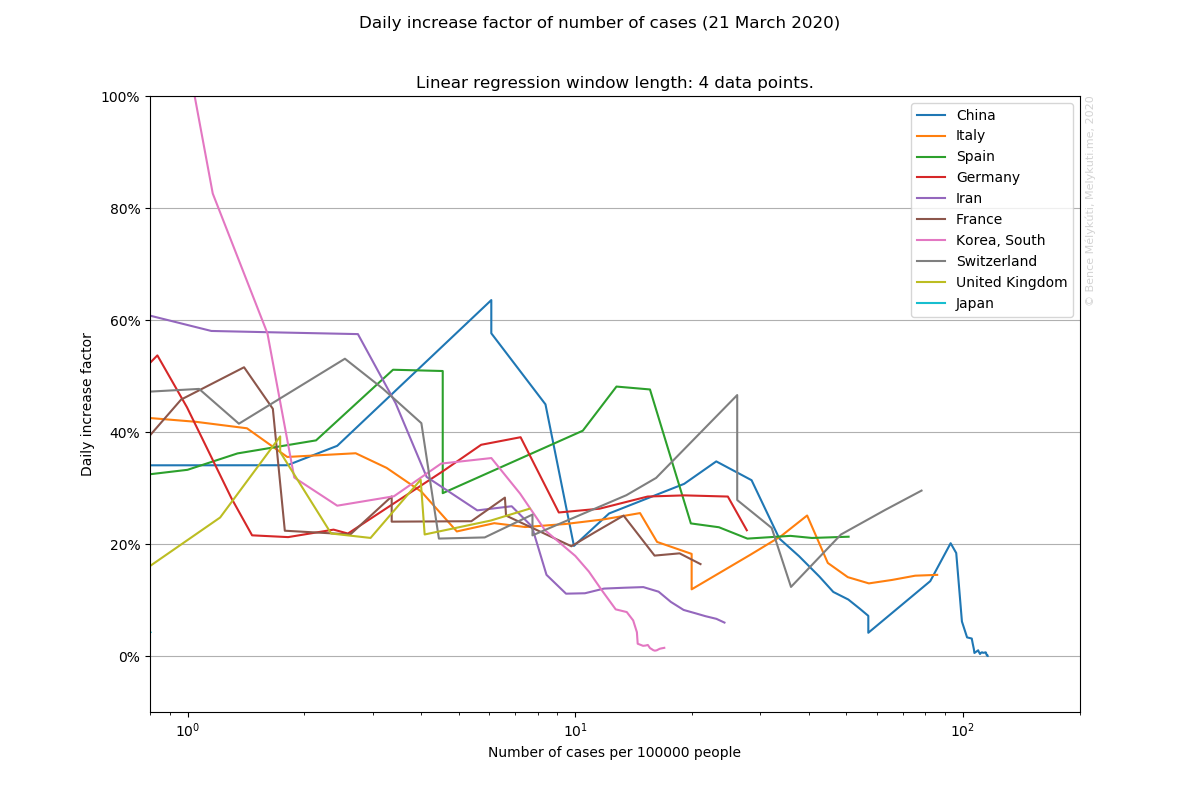 Daily increase factor of number of cases (21 March 2020)
Linear regression window length: 4 data points.
100%
80%
60%
40%
20%
0%
Daily increase factor
China
Italy
Spain
Germany
Iran
France
Korea, South
Switzerland
United Kingdom
Japan
© Bence Mélykúti, Melykuti.me, 2020
10⁰
10¹
10²
Number of cases per 100000 people